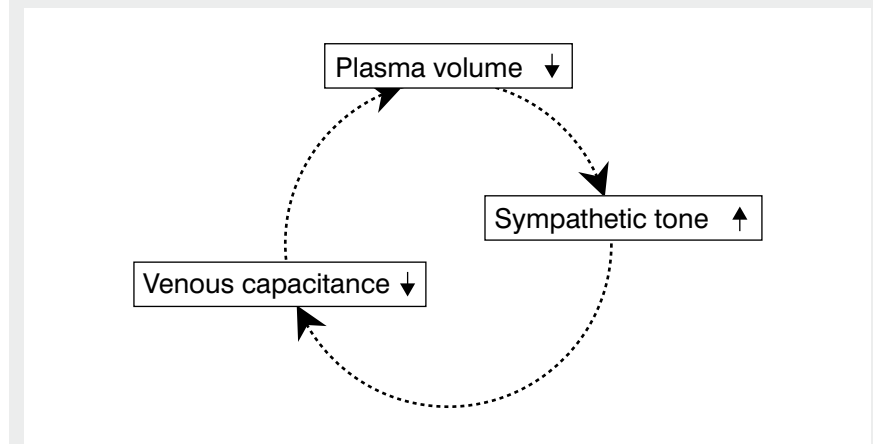 Plasma volume ↓
Sympathetic tone ↑
Venous capacitance ↓